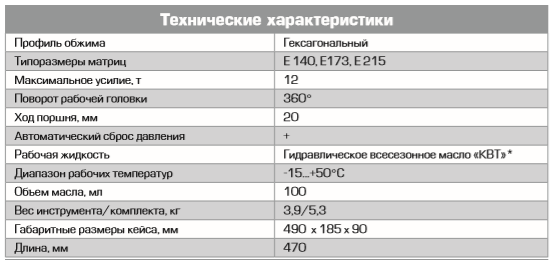 Технические характеристики
Профиль обжима Гексагональный
Типоразмеры матриц Е 140, Е173, Е 215
Максимальное усилие, т 12
Поворот рабочей головки 360°
Ход поршня, мм 20
Автоматический сброс давления +
Рабочая жидкость Гидравлическое всесезонное масло «КВТ»*
Диапазон рабочих температур -15...+50°С
Объем масла, мл 100
Вес инструмента/комплекта, кг 3,9/5,3
Габаритные размеры кейса, мм 490 х 185 х 90
Длина, мм 470